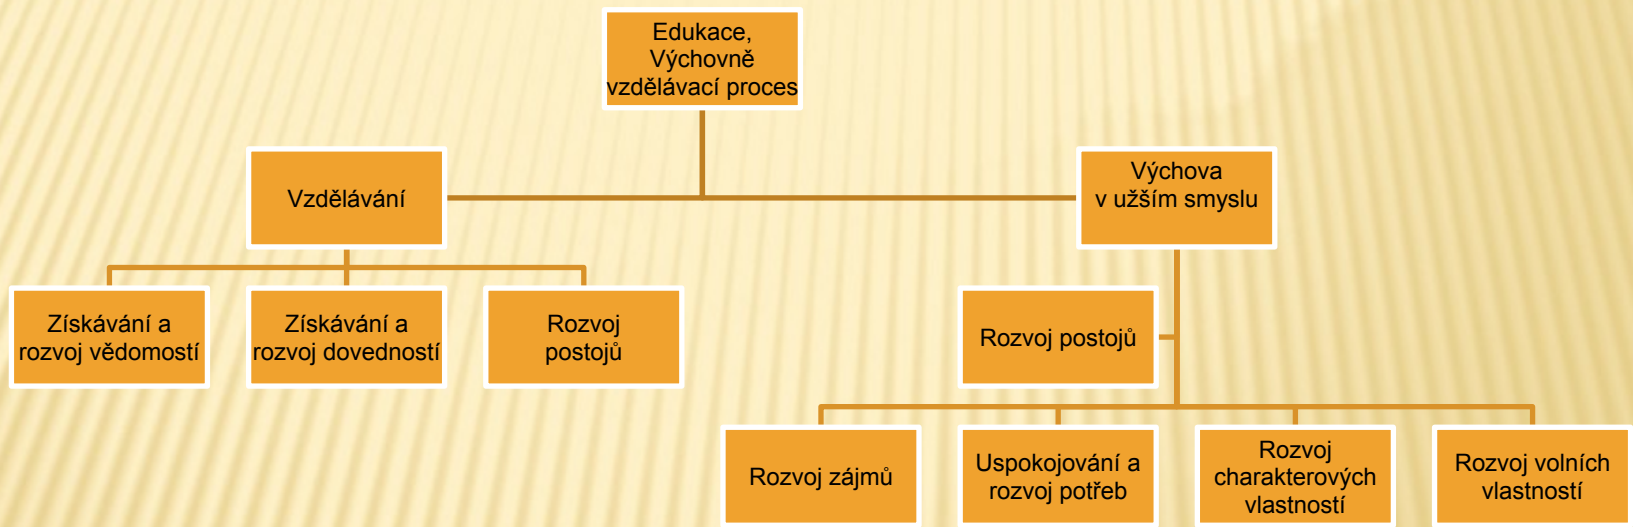 Edukace,
Výchovně
vzdělávací proces
Vzdělávání
Výchova
v užším smyslu
Získávání a
rozvoj vědomostí
Získávání a
rozvoj dovedností
Rozvoj
postojů
Rozvoj postojů
Rozvoj zájmů
Uspokojování a
rozvoj potřeb
Rozvoj
charakterových
vlastností
Rozvoj volních
vlastností